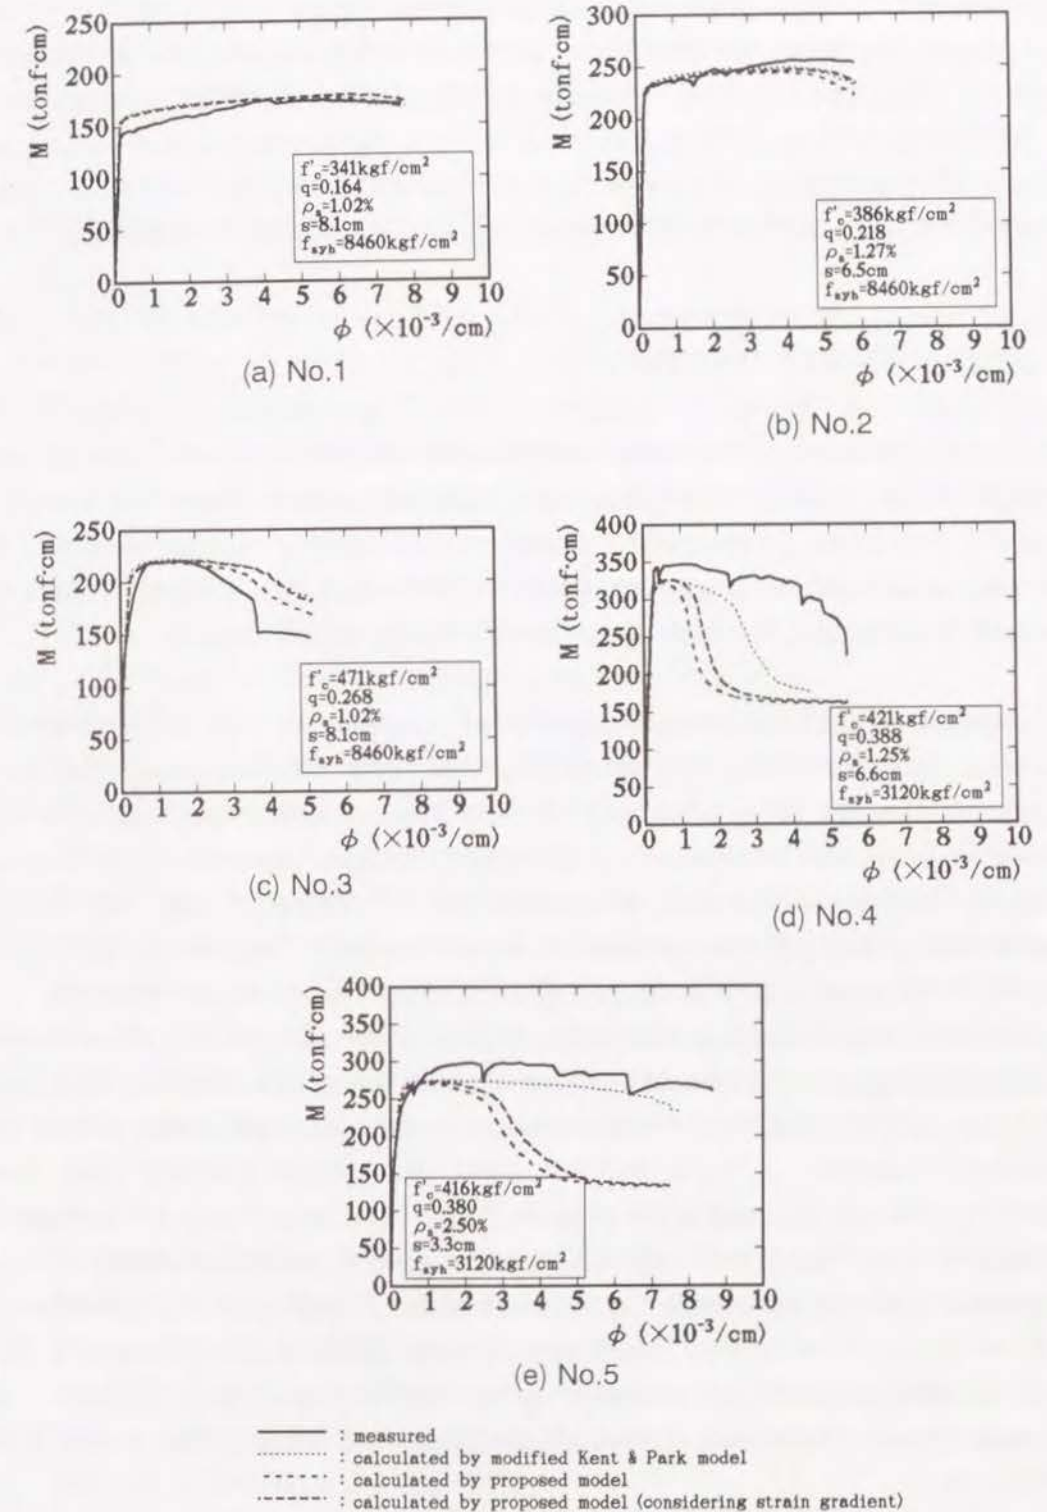 250
200
150
100
50
0
M (tonf·cm)
f'c=341kgf/cm²
q=0.164
ρs=1.02%
s=8.1cm
fsyh=8460kgf/cm²
0 1 2 3 4 5 6 7 8 9 10
φ (×10⁻³/cm)
(a) No.1
300
250
200
150
100
50
0
M (tonf·cm)
f'c=386kgf/cm²
q=0.218
ρs=1.27%
s=6.5cm
fsyh=8460kgf/cm²
0 1 2 3 4 5 6 7 8 9 10
φ (×10⁻³/cm)
(b) No.2
250
200
150
100
50
0
M (tonf·cm)
f'c=471kgf/cm²
q=0.268
ρs=1.02%
s=8.1cm
fsyh=8460kgf/cm²
0 1 2 3 4 5 6 7 8 9 10
φ (×10⁻³/cm)
(c) No.3
400
350
300
250
200
150
100
50
0
M (tonf·cm)
f'c=421kgf/cm²
q=0.388
ρs=1.25%
s=6.6cm
fsyh=3120kgf/cm²
0 1 2 3 4 5 6 7 8 9 10
φ (×10⁻³/cm)
(d) No.4
400
350
300
250
200
150
100
50
0
M (tonf·cm)
f'c=416kgf/cm²
q=0.380
ρs=2.50%
s=3.3cm
fsyh=3120kgf/cm²
0 1 2 3 4 5 6 7 8 9 10
φ (×10⁻³/cm)
(e) No.5
: measured
: calculated by modified Kent & Park model
: calculated by proposed model
: calculated by proposed model (considering strain gradient)